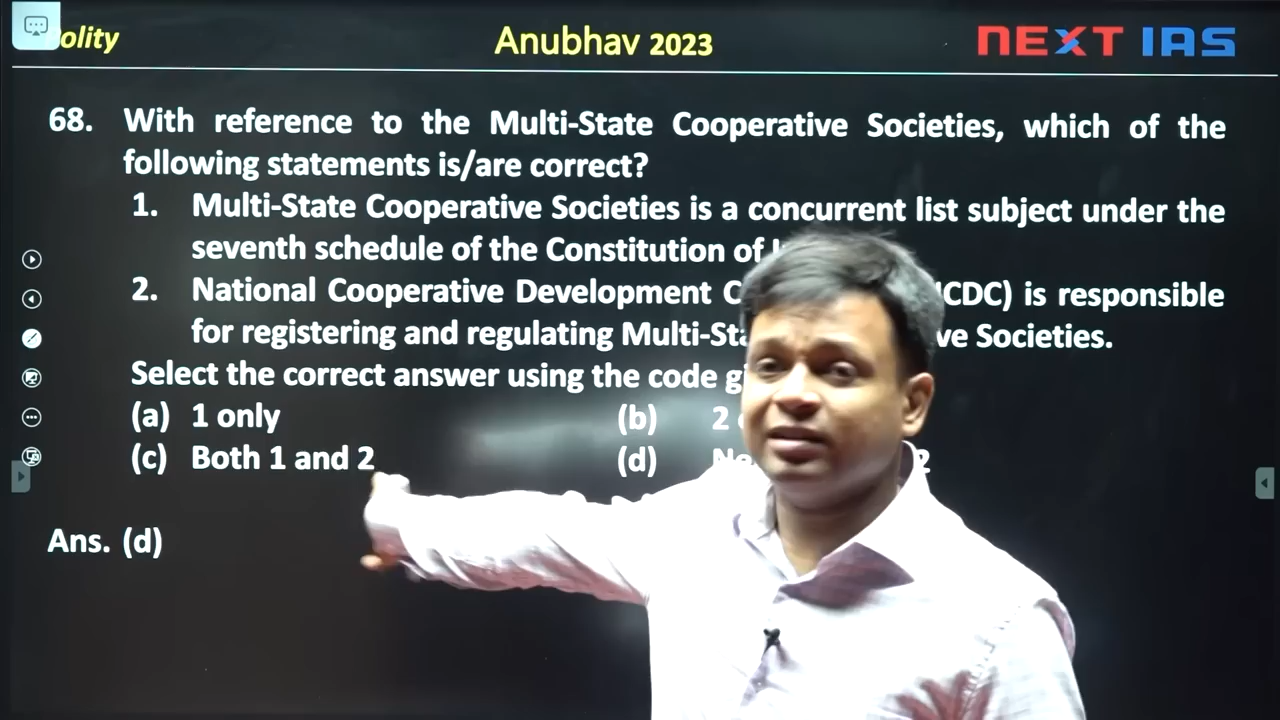 olity
Anubhav 2023
NEXT IAS
68. With reference to the Multi-State Cooperative Societies, which of the
following statements is/are correct?
1. Multi-State Cooperative Societies is a concurrent list subject under the
seventh schedule of the Constitution of
2. National Cooperative Development CDC) is responsible
for registering and regulating Multi-Sta ve Societies.
Select the correct answer using the code
(a) 1 only (b) 2
(c) Both 1 and 2 (d) 2
Ans. (d)